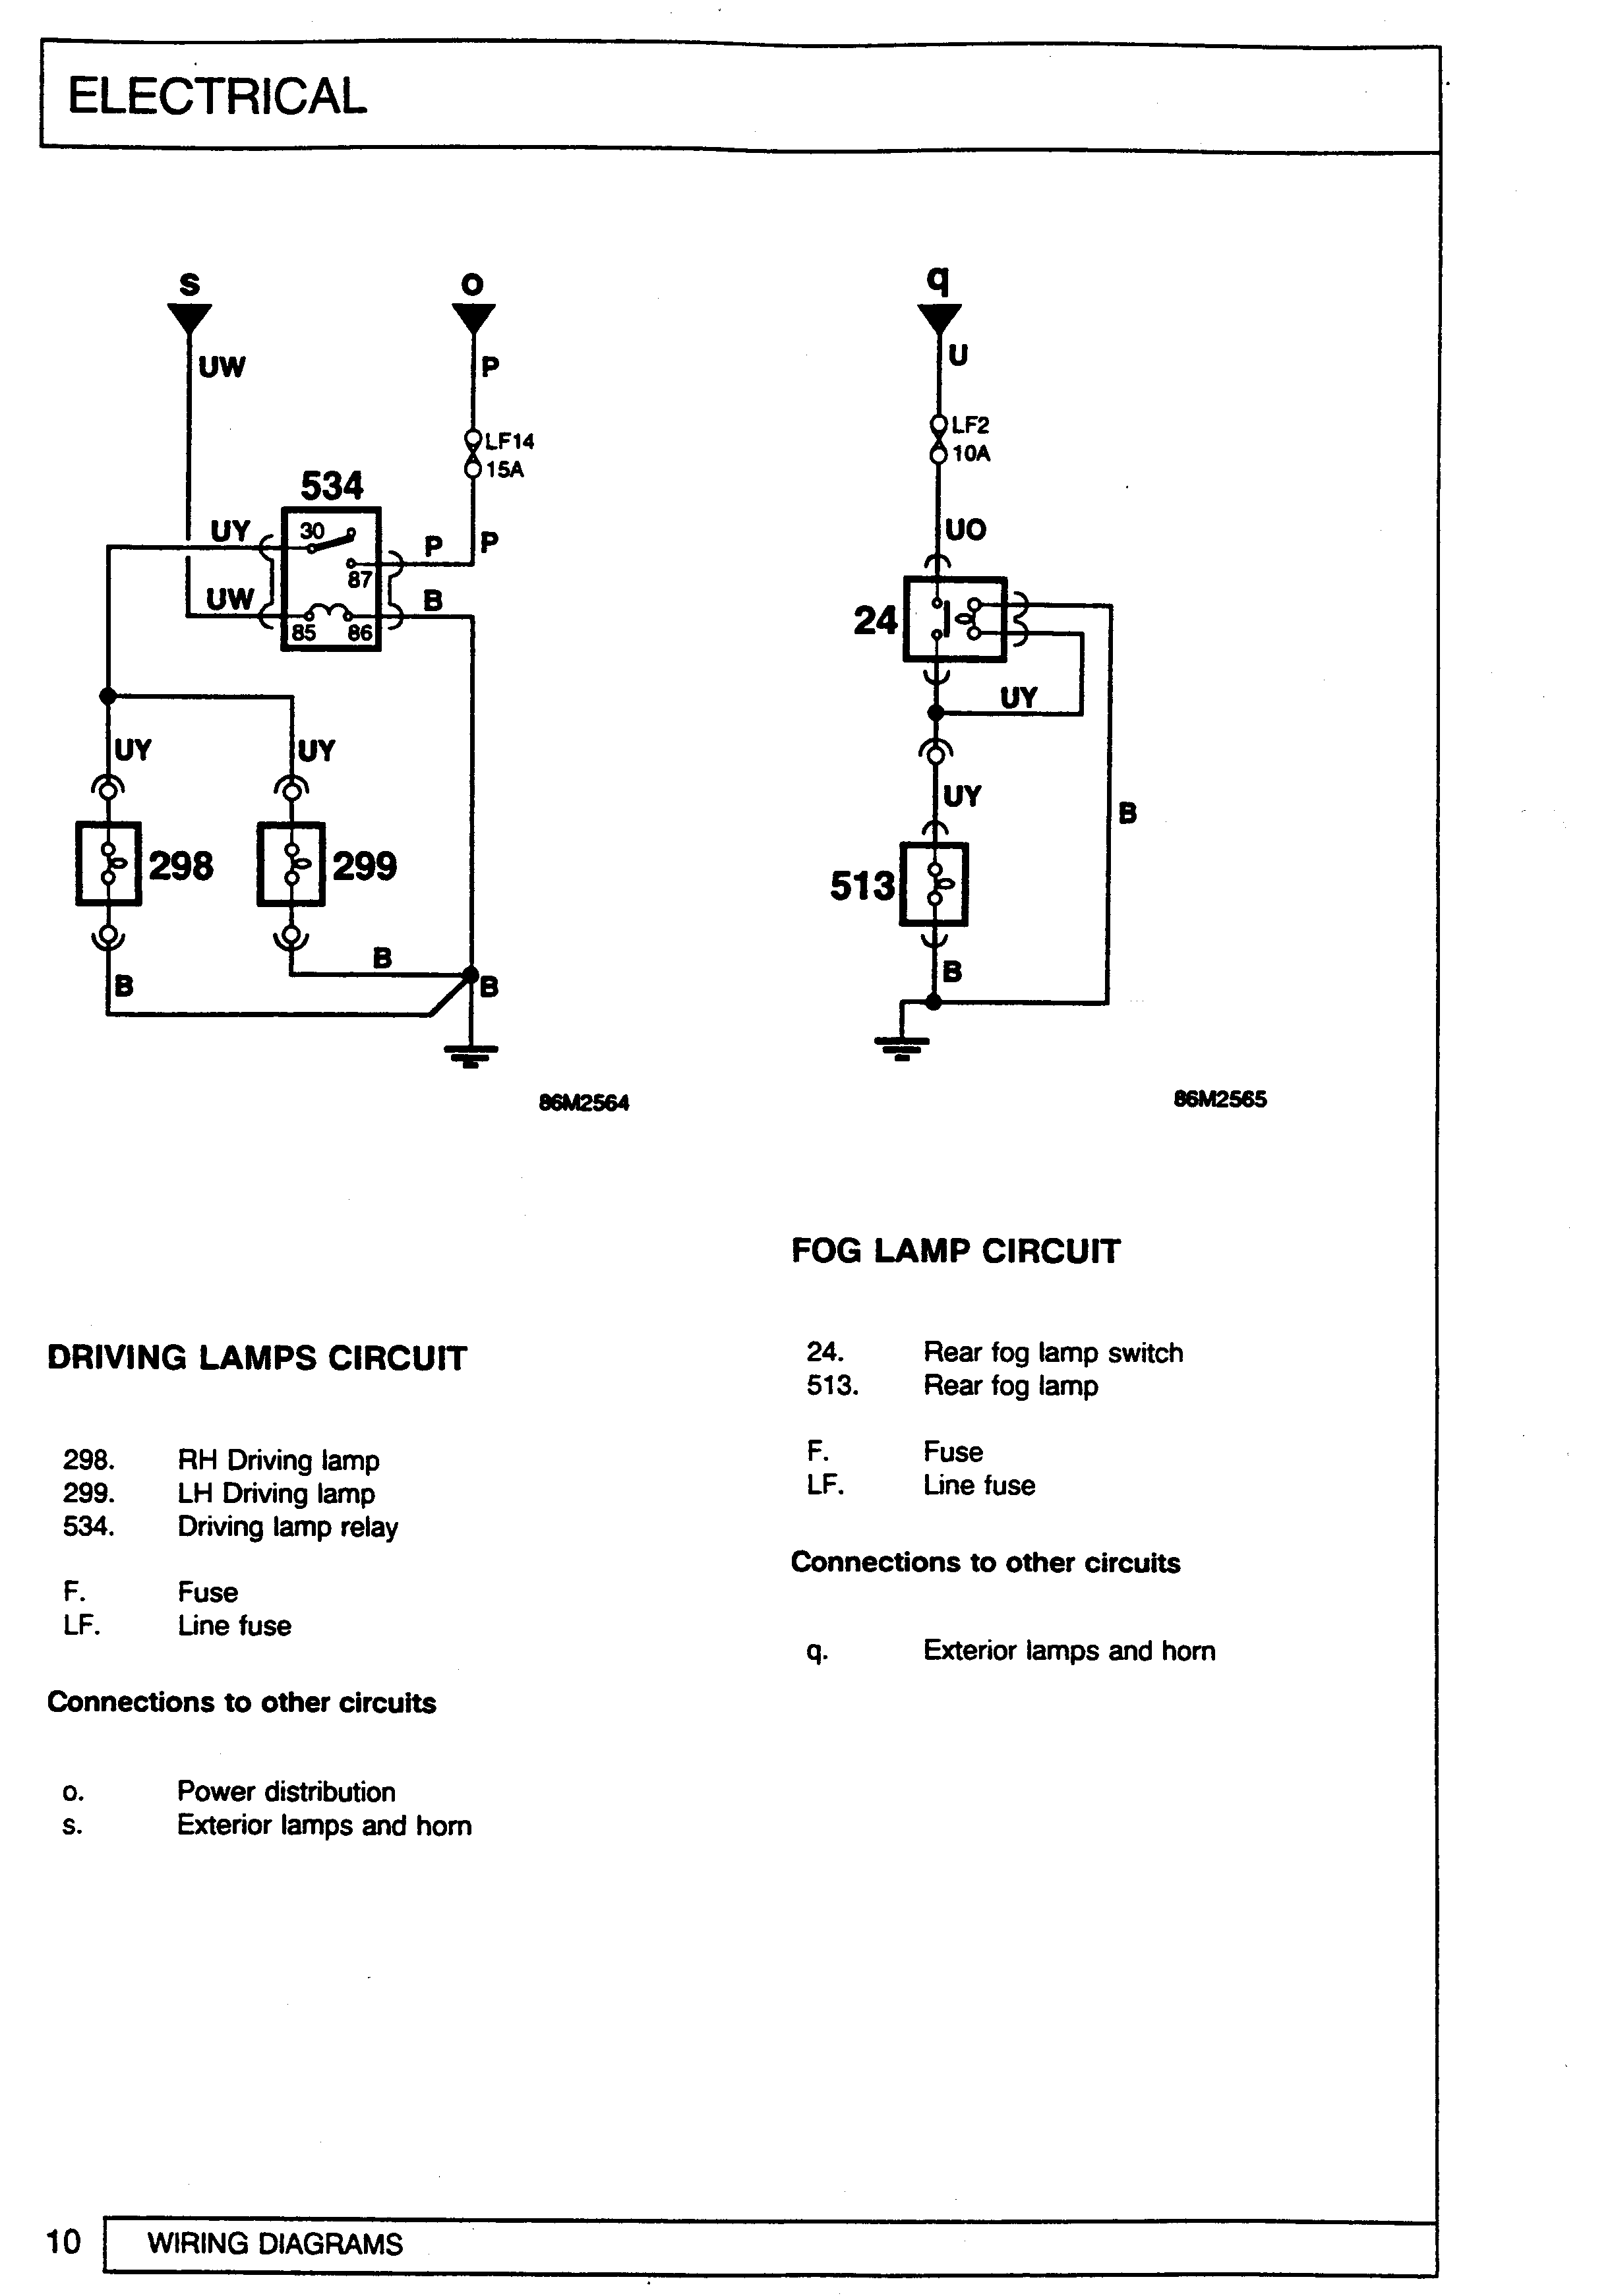 ELECTRICAL
s
o
UW
P
LF14
15A
534
UY
30
P
P
87
UW
B
85
86
UY
UY
298
299
B
B
B
86M2564
q
U
LF2
10A
UO
24
UY
UY
B
513
B
86M2565
DRIVING LAMPS CIRCUIT
298. RH Driving lamp
299. LH Driving lamp
534. Driving lamp relay
F. Fuse
LF. Line fuse
Connections to other circuits
o. Power distribution
s. Exterior lamps and horn
FOG LAMP CIRCUIT
24. Rear fog lamp switch
513. Rear fog lamp
F. Fuse
LF. Line fuse
Connections to other circuits
q. Exterior lamps and horn
10 WIRING DIAGRAMS